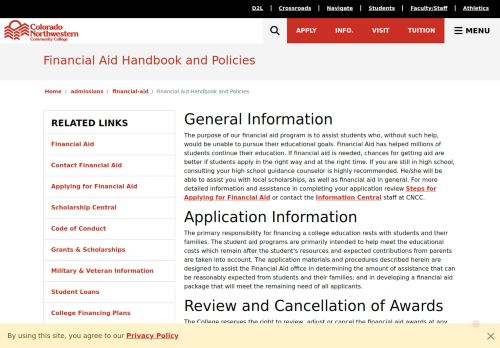 D2L | Crossroads | Navigate | Students | Faculty/Staff | Athletics
Colorado
Northwestern
Community College
APPLY INFO. VISIT TUITION MENU
Financial Aid Handbook and Policies
Home / admissions / financial-aid / Financial Aid Handbook and Policies
RELATED LINKS
Financial Aid
Contact Financial Aid
Applying for Financial Aid
Scholarship Central
Code of Conduct
Grants & Scholarships
Military & Veteran Information
Student Loans
College Financing Plans
General Information
The purpose of our financial aid program is to assist students who, without such help,
would be unable to pursue their educational goals. Financial Aid has helped millions of
students continue their education. If financial aid is needed, chances for getting aid are
better if students apply in the right way and at the right time. If you are still in high school,
consulting your high school guidance counselor is highly recommended. He/she will be
able to assist you with local scholarships, as well as financial aid in general. For more
detailed information and assistance in completing your application review Steps for
Applying for Financial Aid or contact the Information Central staff at CNCC.
Application Information
The primary responsibility for financing a college education rests with students and their
families. The student aid programs are primarily intended to help meet the educational
costs which remain after the student's resources and expected contributions from parents
are taken into account. The application materials and procedures described herein are
designed to assist the Financial Aid office in determining the amount of assistance that
can be reasonably expected from students and their families; and in developing a financial aid
package that will meet the remaining need of all applicants.
Review and Cancellation of Awards
The College reserves the right to review, adjust or cancel the financial aid awards at any
By using this site, you agree to our Privacy Policy
x